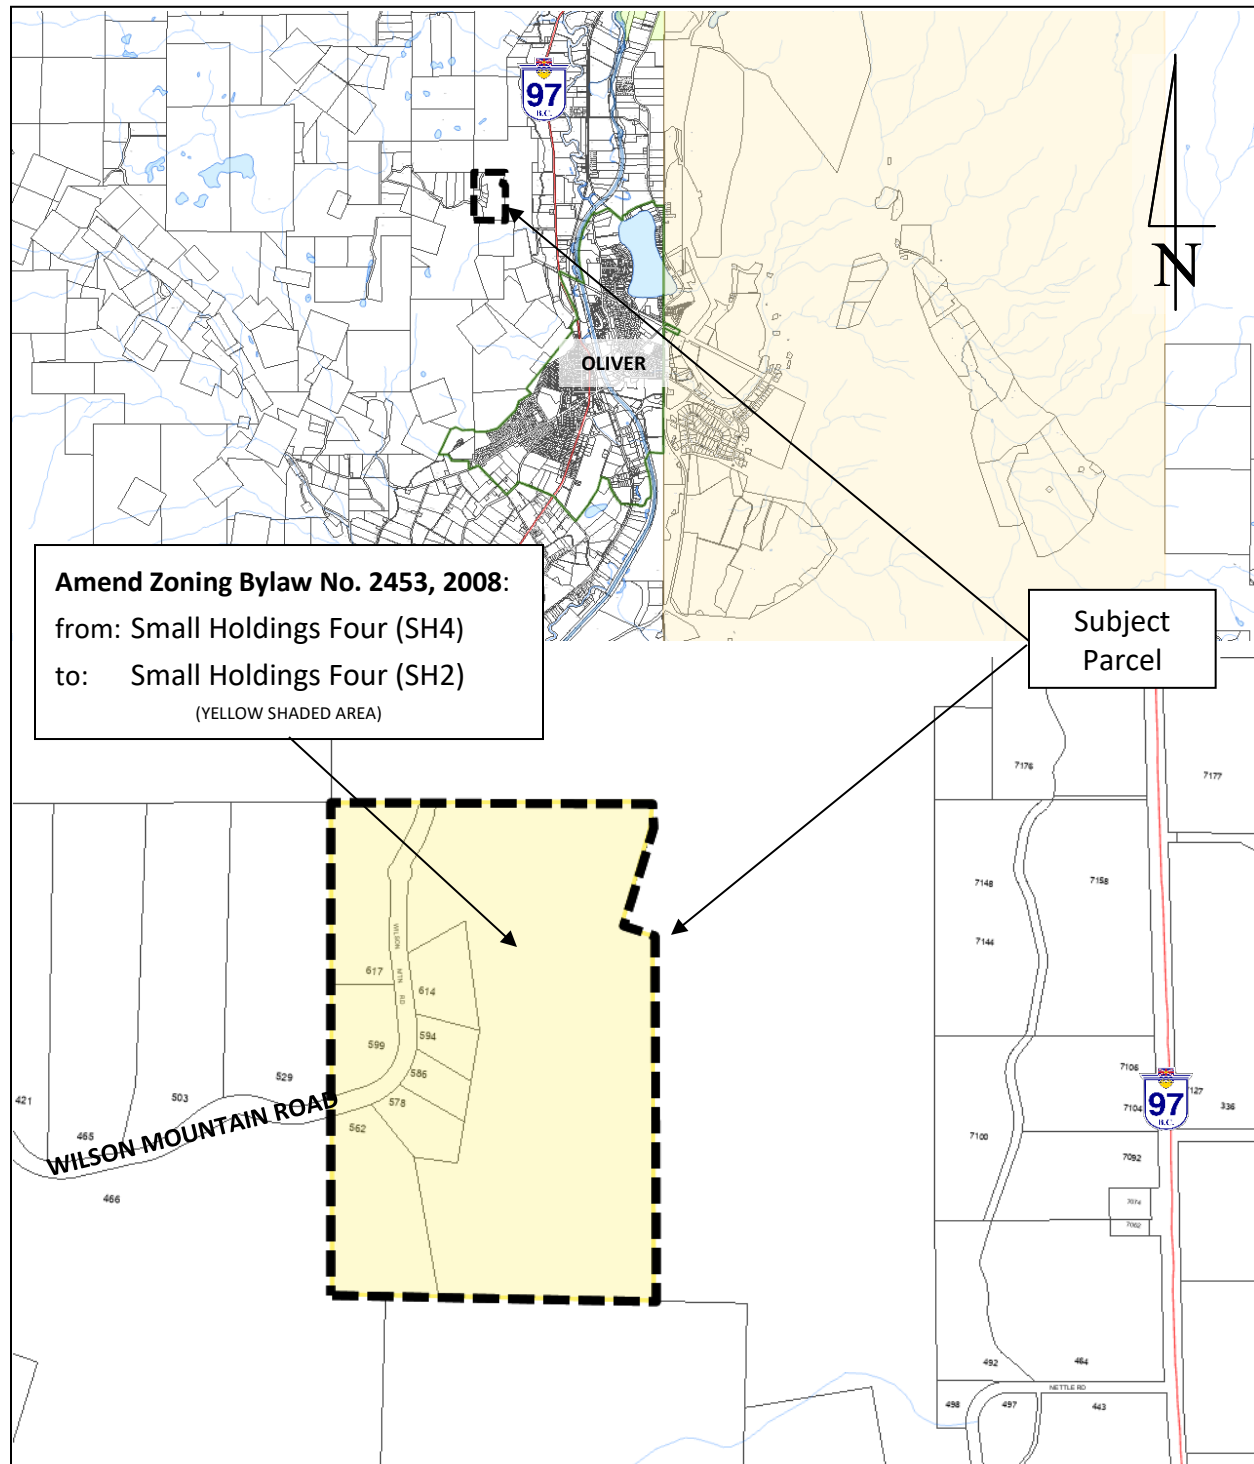 97
B.C.
N
OLIVER
Amend Zoning Bylaw No. 2453, 2008:
from: Small Holdings Four (SH4)
to: Small Holdings Four (SH2)
(YELLOW SHADED AREA)
Subject
Parcel
7176
7177
7148
7158
7144
WILSON MTN RD
617
614
594
599
586
578
562
529
503
421
465
WILSON MOUNTAIN ROAD
466
7106
97
B.C.
127
7104
336
7100
7092
7074
7062
492
464
NETTLE RD
498
497
443